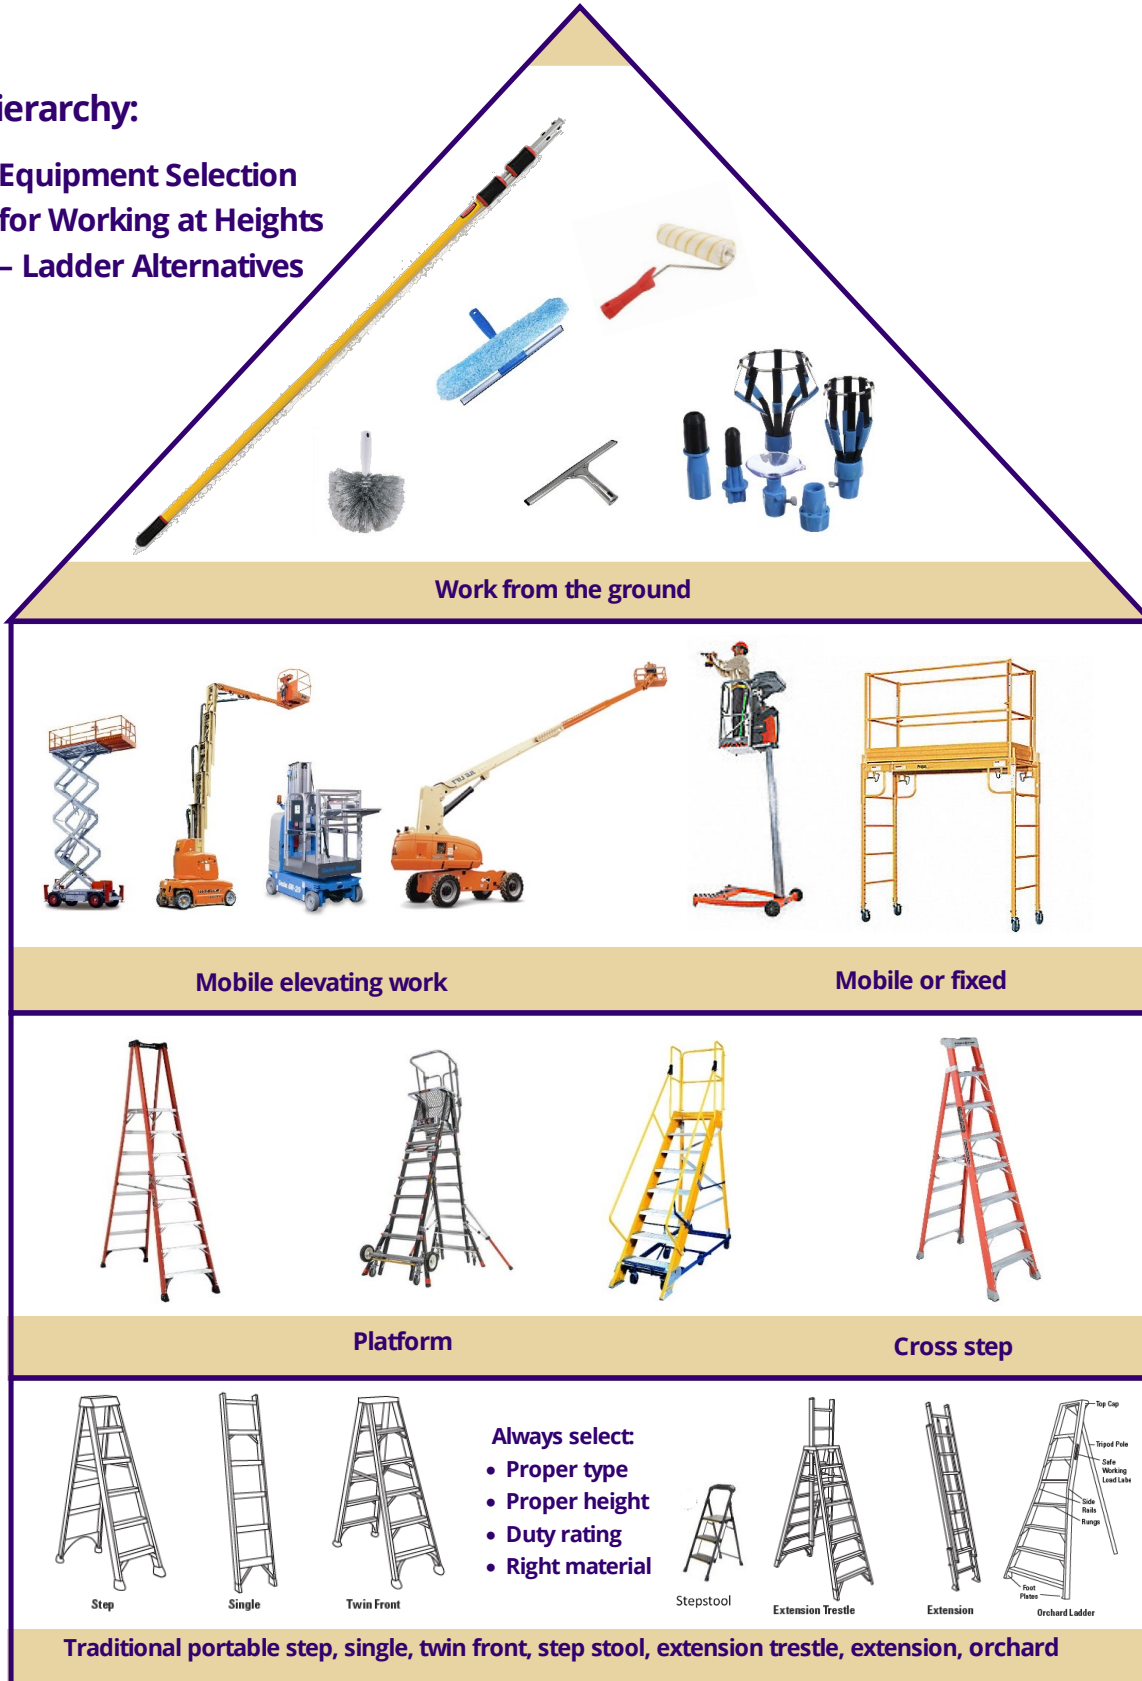 ierarchy:
Equipment Selection
for Working at Heights
– Ladder Alternatives
Work from the ground
Mobile elevating work
Mobile or fixed
Platform
Cross step
Always select:
• Proper type
• Proper height
• Duty rating
• Right material
Step
Single
Twin Front
Stepstool
Extension Trestle
Extension
Top Cap
Tripod Pole
Safe
Working
Load Labe
Side
Rails
Rungs
Foot
Plates
Orchard Ladder
Traditional portable step, single, twin front, step stool, extension trestle, extension, orchard